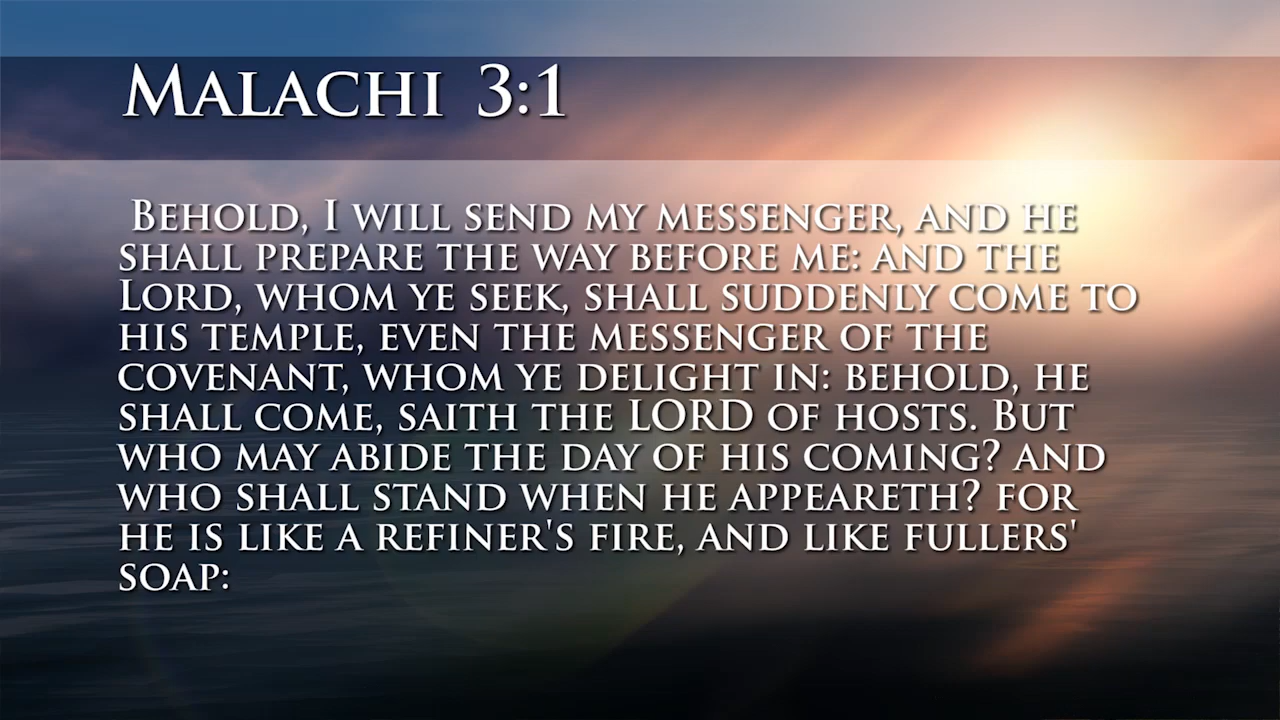 Malachi 3:1
Behold, I will send my messenger, and he
shall prepare the way before me: and the
Lord, whom ye seek, shall suddenly come to
his temple, even the messenger of the
covenant, whom ye delight in: behold, he
shall come, saith the LORD of hosts. But
who may abide the day of his coming? and
who shall stand when he appeareth? for
he is like a refiner's fire, and like fullers'
soap: